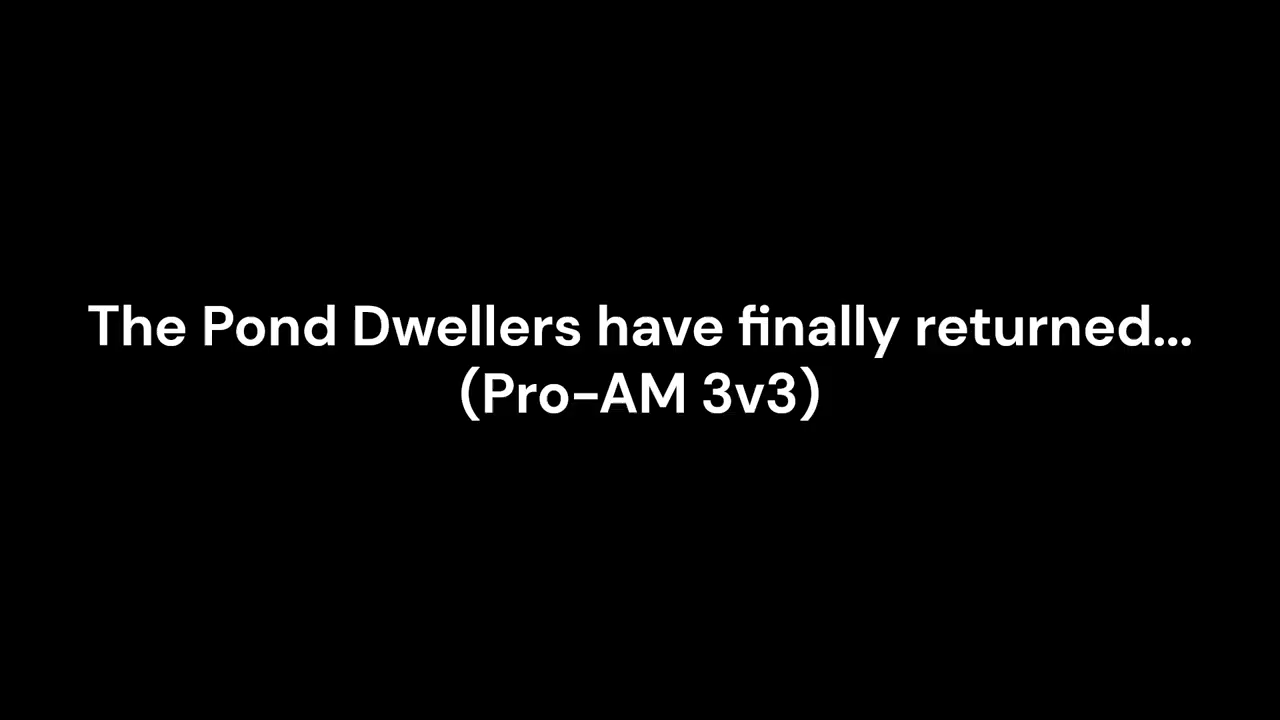 The Pond Dwellers have finally returned...
(Pro-AM 3v3)